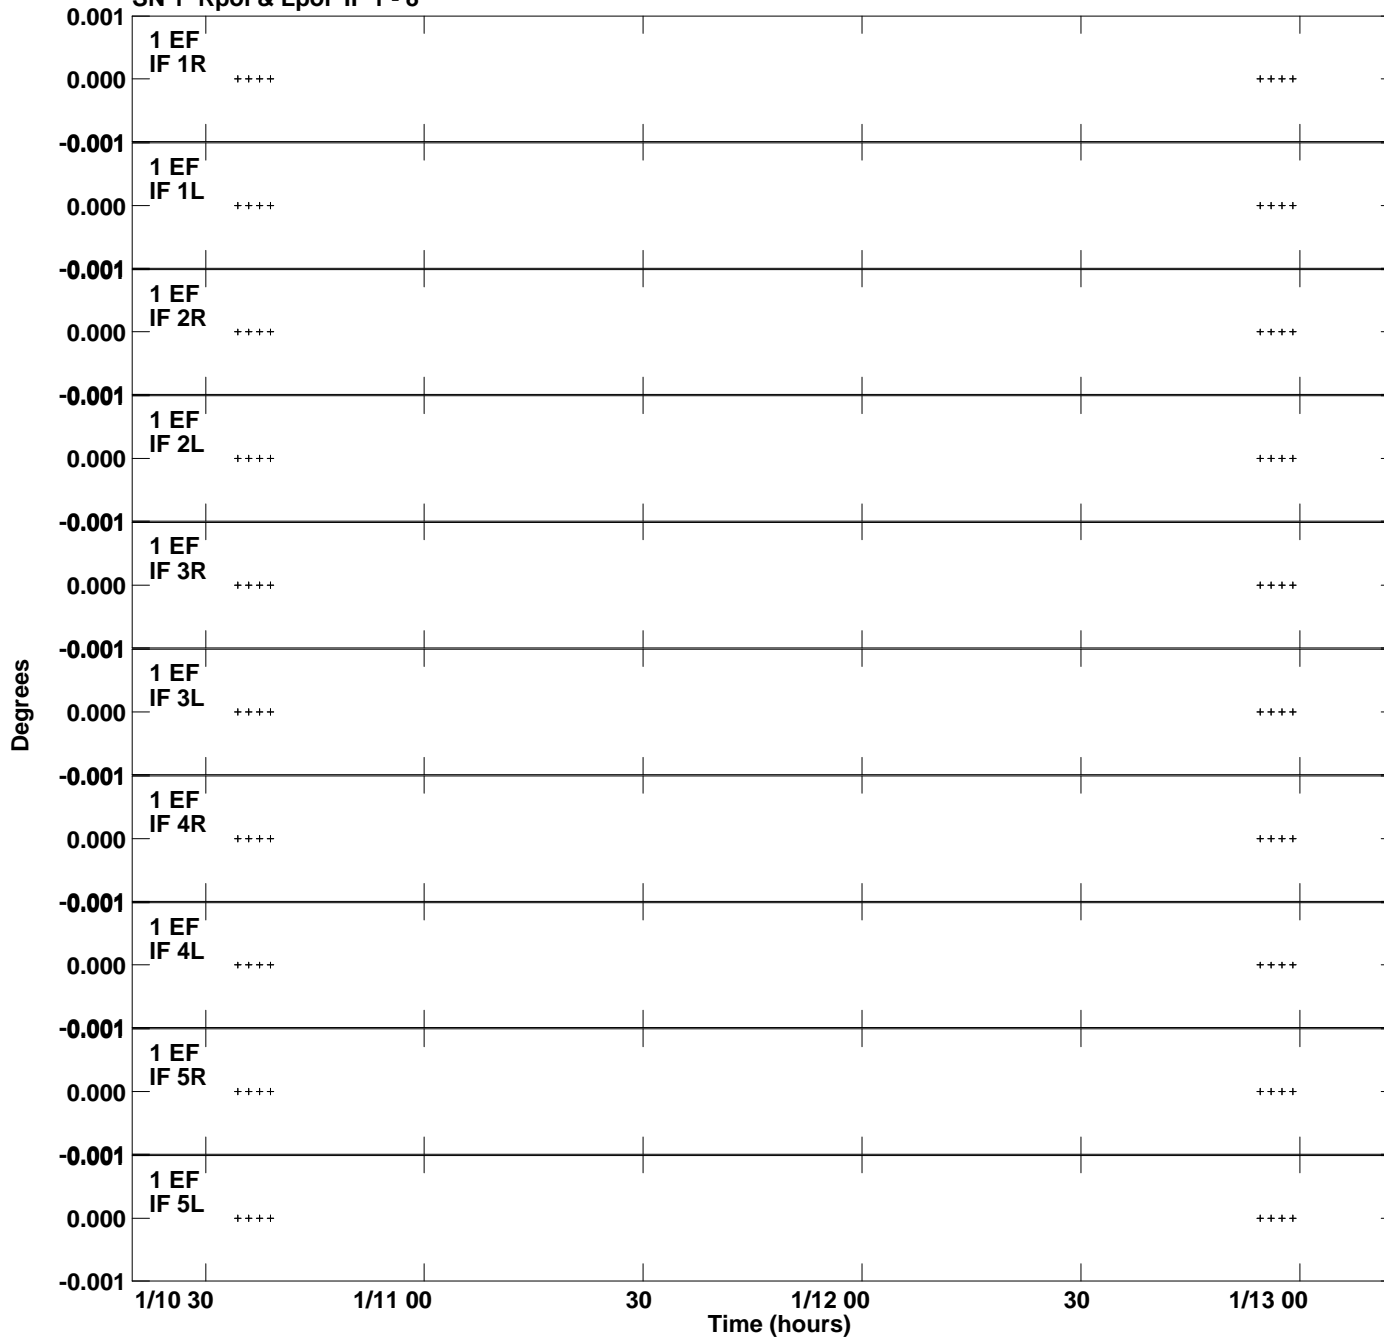 SN 1 Rpol & Lpol IF 1 - 8
0.001
1 EF
IF 1R
0.000
-0.001
1 EF
IF 1L
0.000
-0.001
1 EF
IF 2R
0.000
-0.001
1 EF
IF 2L
0.000
-0.001
1 EF
IF 3R
0.000
-0.001
1 EF
IF 3L
0.000
-0.001
1 EF
IF 4R
0.000
-0.001
1 EF
IF 4L
0.000
-0.001
1 EF
IF 5R
0.000
-0.001
1 EF
IF 5L
0.000
-0.001
Degrees
1/10 30 1/11 00 30 1/12 00 30 1/13 00
Time (hours)